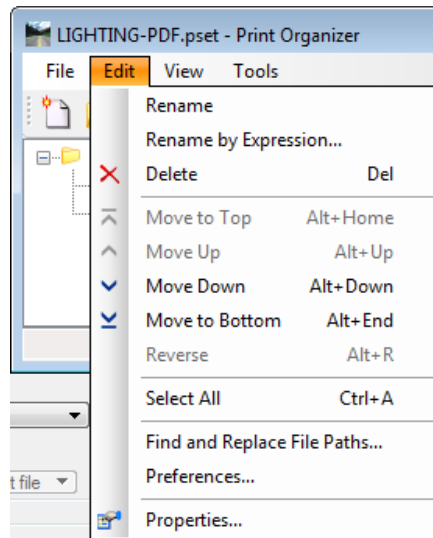 LIGHTING-PDF.pset - Print Organizer
File Edit View Tools
Rename
Rename by Expression...
Delete Del
Move to Top Alt+Home
Move Up Alt+Up
Move Down Alt+Down
Move to Bottom Alt+End
Reverse Alt+R
Select All Ctrl+A
Find and Replace File Paths...
t file
Preferences...
Properties...